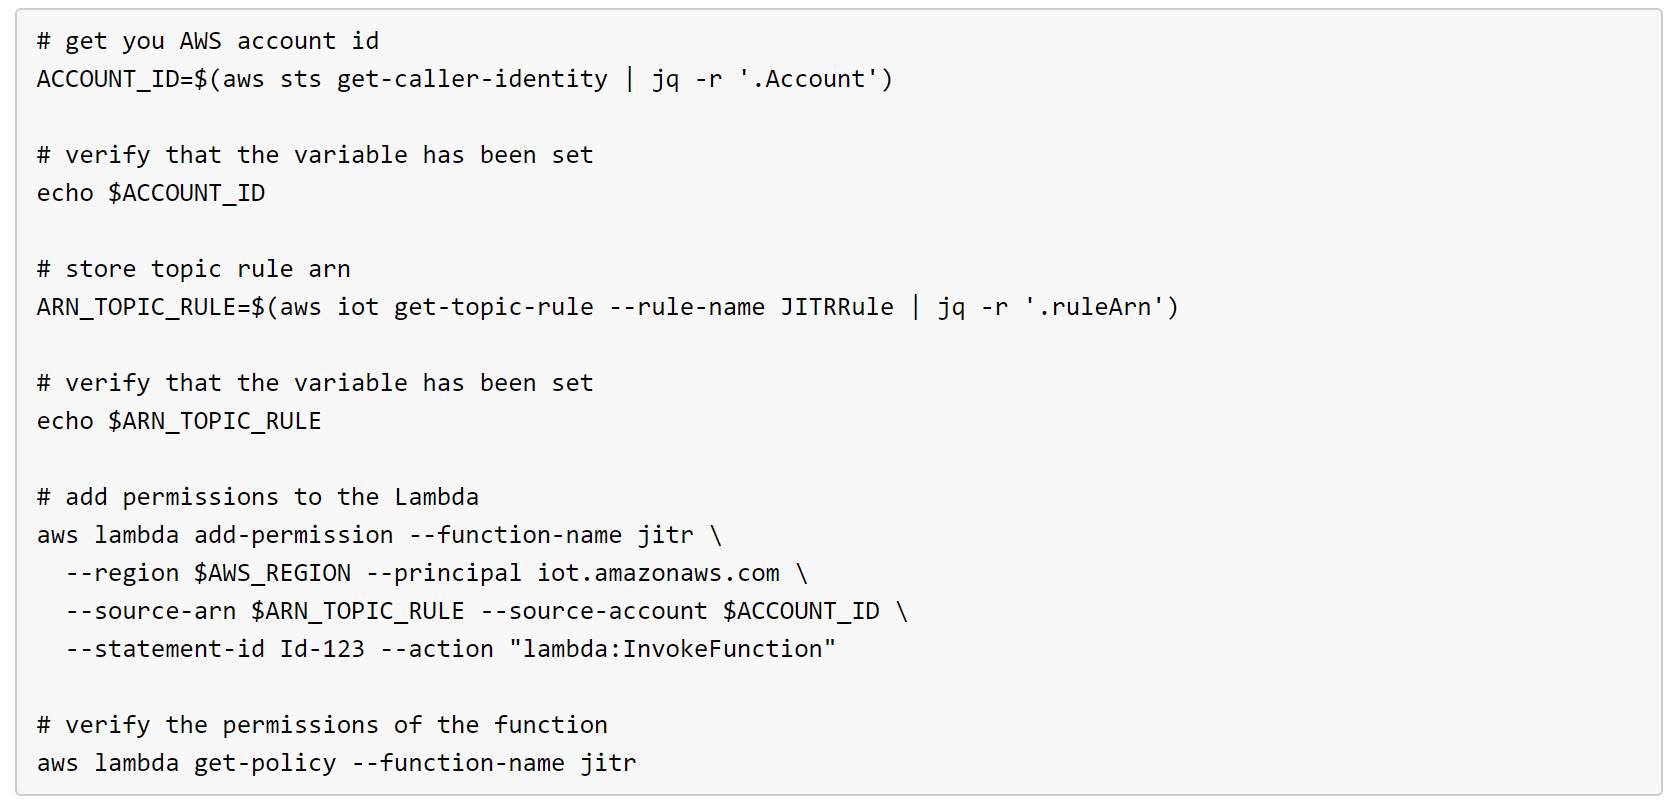 # get you AWS account id
ACCOUNT_ID=$(aws sts get-caller-identity | jq -r '.Account')
# verify that the variable has been set
echo $ACCOUNT_ID
# store topic rule arn
ARN_TOPIC_RULE=$(aws iot get-topic-rule --rule-name JITRRule | jq -r '.ruleArn')
# verify that the variable has been set
echo $ARN_TOPIC_RULE
# add permissions to the Lambda
aws lambda add-permission --function-name jitr \
  --region $AWS_REGION --principal iot.amazonaws.com \
  --source-arn $ARN_TOPIC_RULE --source-account $ACCOUNT_ID \
  --statement-id Id-123 --action "lambda:InvokeFunction"
# verify the permissions of the function
aws lambda get-policy --function-name jitr